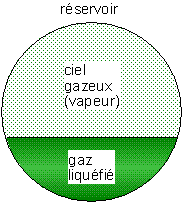 réservoir
ciel
gazeux
(vapeur)
gaz
liquéfié